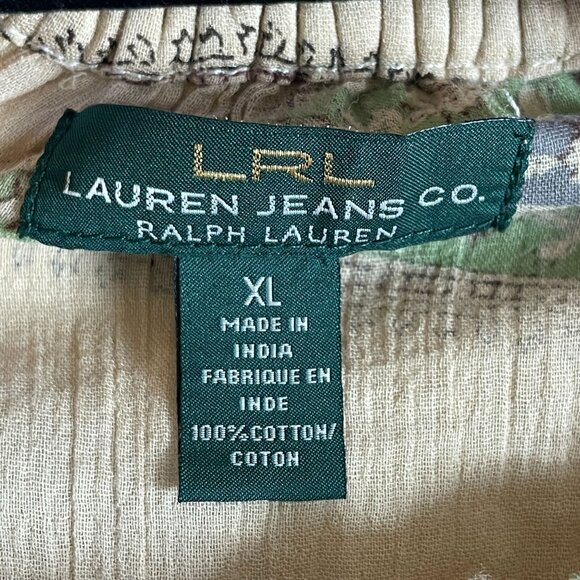 LRL
LAUREN JEANS CO.
RALPH LAUREN
XL
MADE IN
INDIA
FABRIQUE EN
INDE
100% COTTON/
COTON